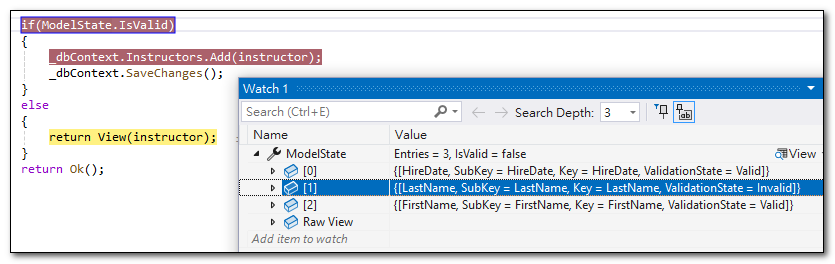 if(ModelState.IsValid)
{
_dbContext.Instructors.Add(instructor);
_dbContext.SaveChanges();
}
else
{
return View(instructor);
}
return Ok();
Watch 1
Search (Ctrl+E)
Search Depth: 3
Name Value
ModelState Entries = 3, IsValid = false View
[0] {[HireDate, SubKey = HireDate, Key = HireDate, ValidationState = Valid]}
[1] {[LastName, SubKey = LastName, Key = LastName, ValidationState = Invalid]}
[2] {[FirstName, SubKey = FirstName, Key = FirstName, ValidationState = Valid]}
Raw View
Add item to watch